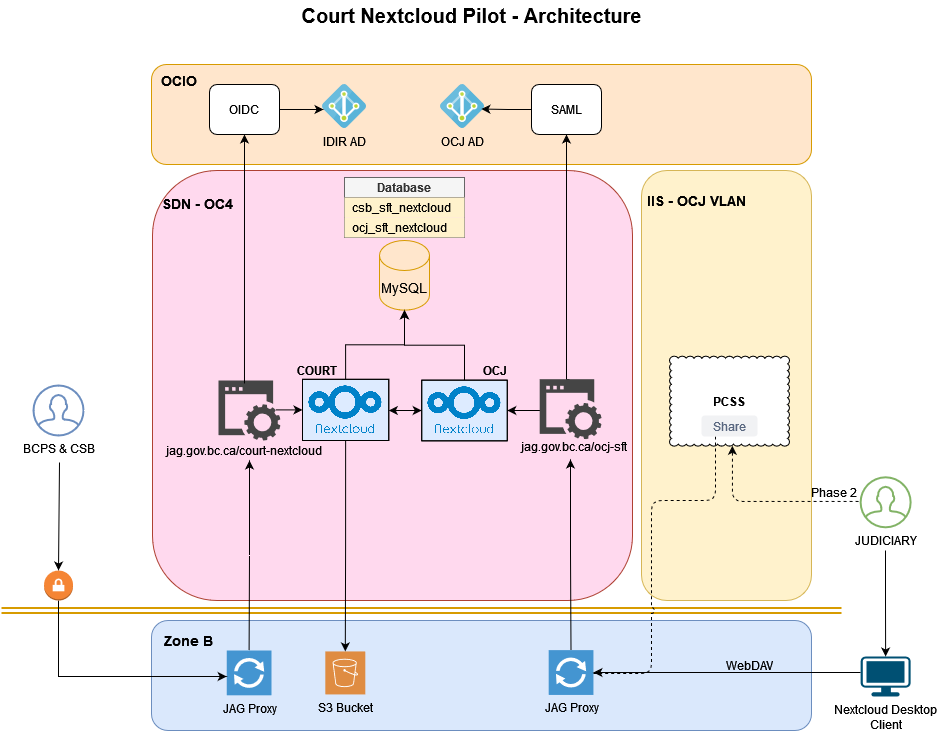 Court Nextcloud Pilot - Architecture
OCIO
OIDC
IDIR AD
OCJ AD
SAML
SDN - OC4
Database
csb_sft_nextcloud
ocj_sft_nextcloud
MySQL
IIS - OCJ VLAN
COURT
OCJ
Nextcloud
Nextcloud
jag.gov.bc.ca/court-nextcloud
jag.gov.bc.ca/ocj-sft
PCSS
Share
BCPS & CSB
Phase 2
JUDICIARY
Zone B
JAG Proxy
S3 Bucket
JAG Proxy
WebDAV
Nextcloud Desktop
Client